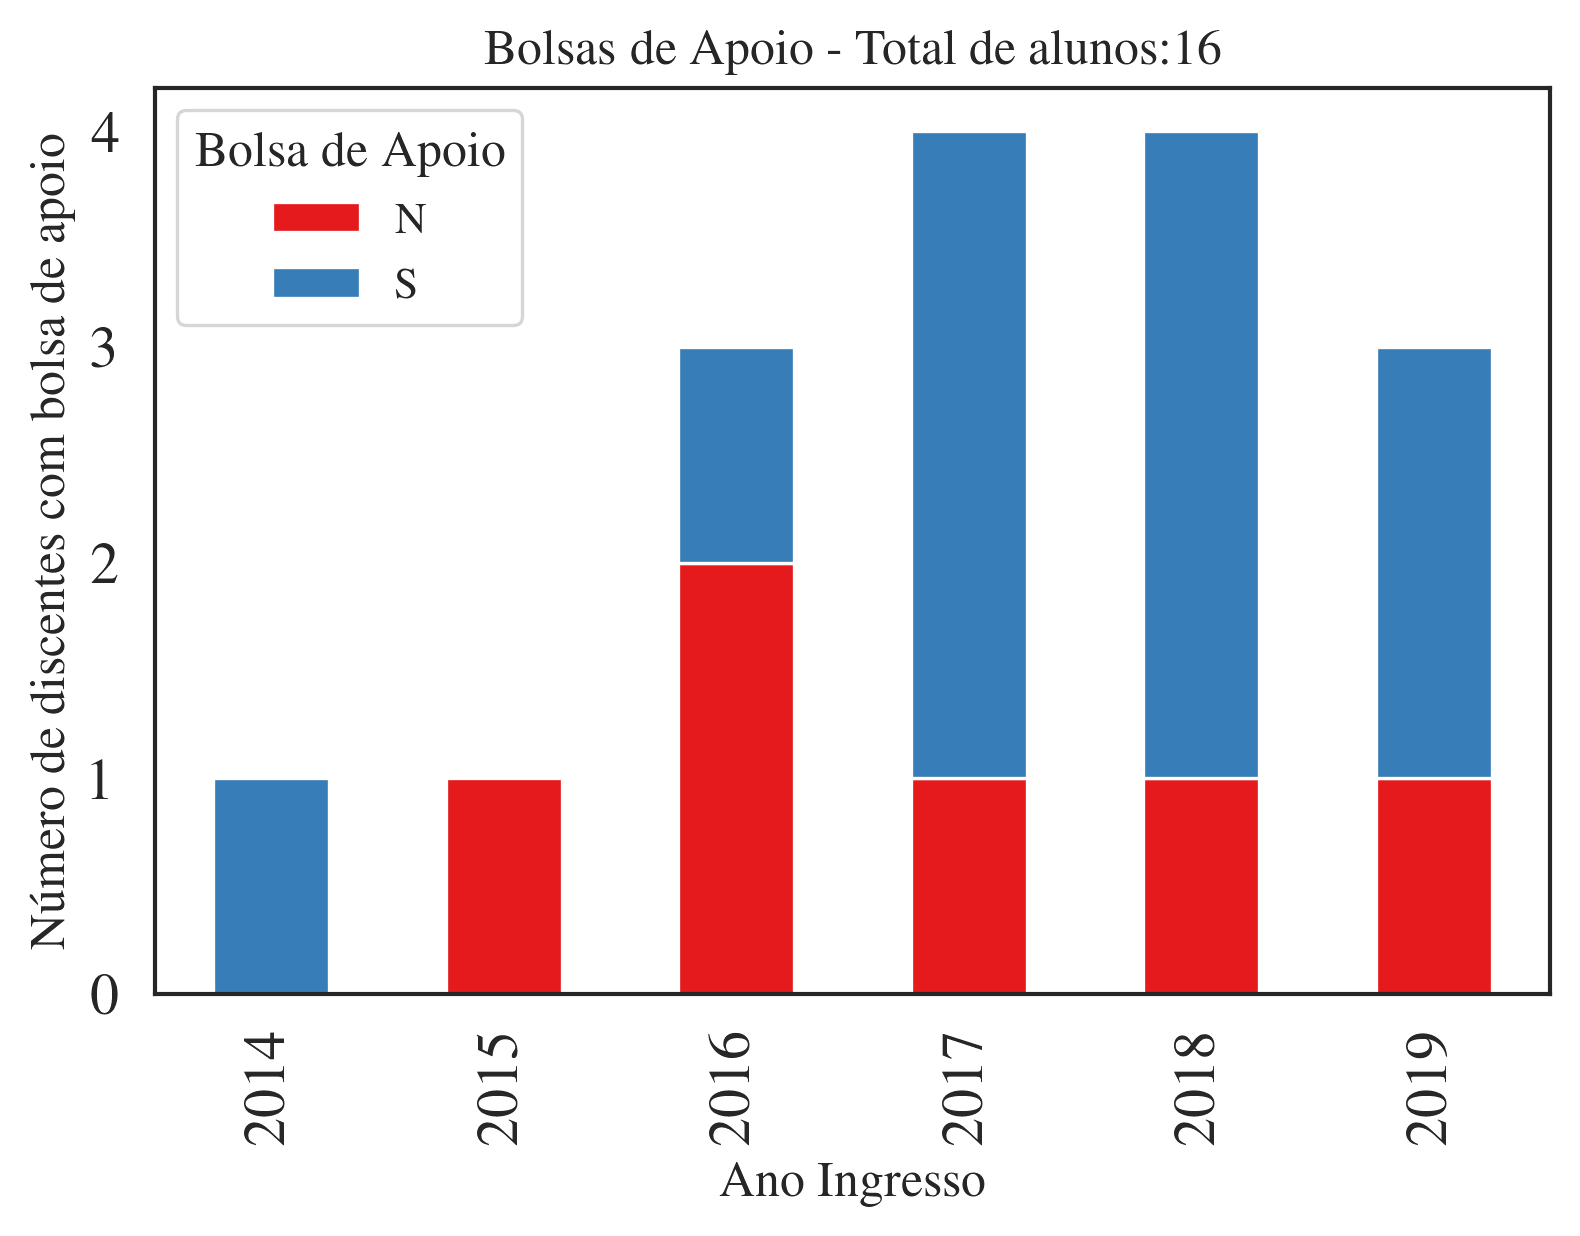 Bolsas de Apoio - Total de alunos:16
Número de discentes com bolsa de apoio
4
3
2
1
0
Bolsa de Apoio
N
S
2014
2015
2016
2017
2018
2019
Ano Ingresso